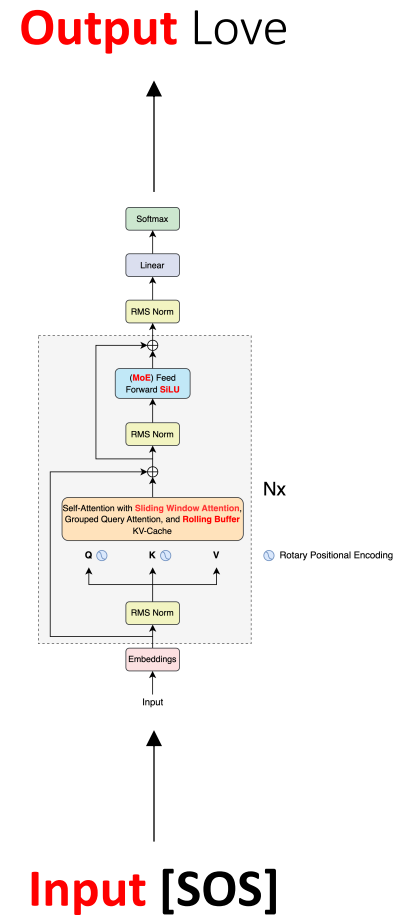 Output Love
Softmax
Linear
RMS Norm
(MoE) Feed
Forward SiLU
RMS Norm
Self-Attention with Sliding Window Attention,
Grouped Query Attention, and Rolling Buffer
KV-Cache
Nx
Q K V
Rotary Positional Encoding
RMS Norm
Embeddings
Input
Input [SOS]